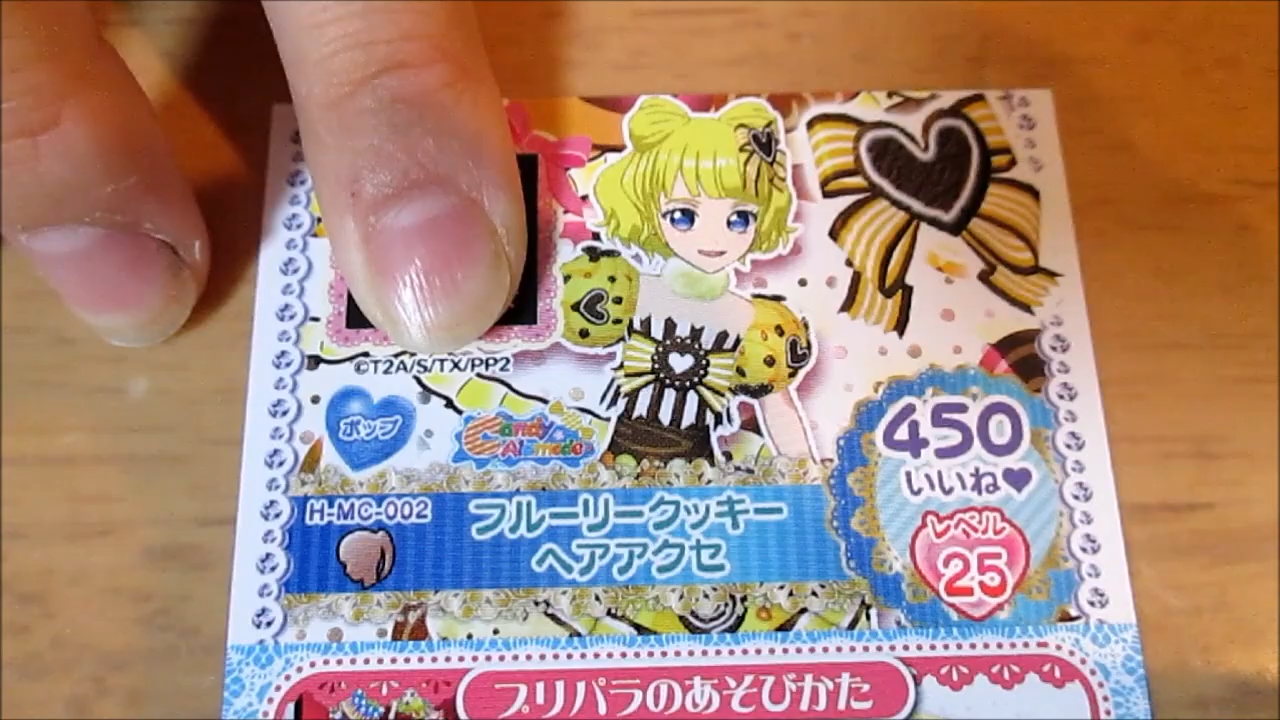 ©T2A/S/TX/PP2
ポップ
Candy
Alamode
450
いいね♥
レベル
25
H-MC-002
フルーリークッキー
ヘアアクセ
プリパラのあそびかた